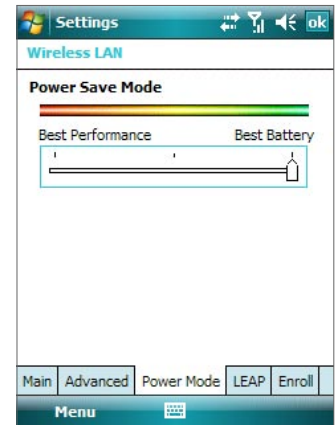 Settings ok
Wireless LAN
Power Save Mode
Best Performance Best Battery
Main Advanced Power Mode LEAP Enroll
Menu